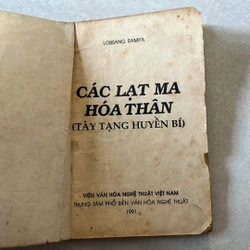 LOBSANG RAMPA
CÁC LẠT MA
HÓA THÂN
(TÂY TẠNG HUYỀN BÍ)
VIỆN VĂN HÓA NGHỆ THUẬT VIỆT NAM
TRUNG TÂM PHỔ BIẾN VĂN HÓA NGHỆ THUẬT
1991